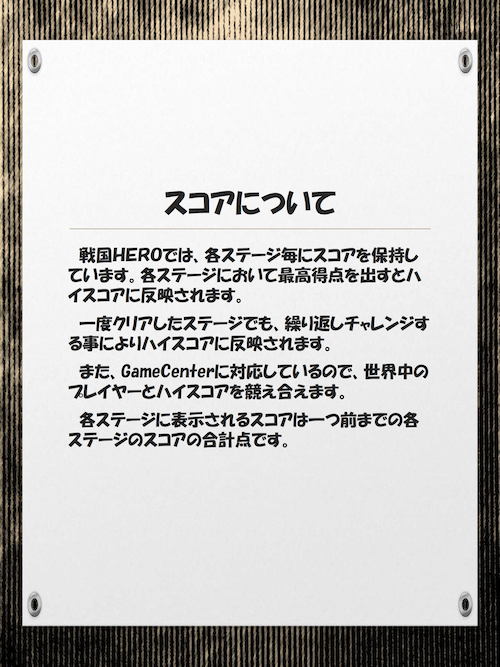 スコアについて
戦国HEROでは、各ステージ毎にスコアを保持し
ています。各ステージにおいて最高得点を出すとハ
イスコアに反映されます。
一度クリアしたステージでも、繰り返しチャレンジす
る事によりハイスコアに反映されます。
また、GameCenterに対応しているので、世界中の
プレイヤーとハイスコアを競え合えます。
各ステージに表示されるスコアは一つ前までの各
ステージのスコアの合計点です。